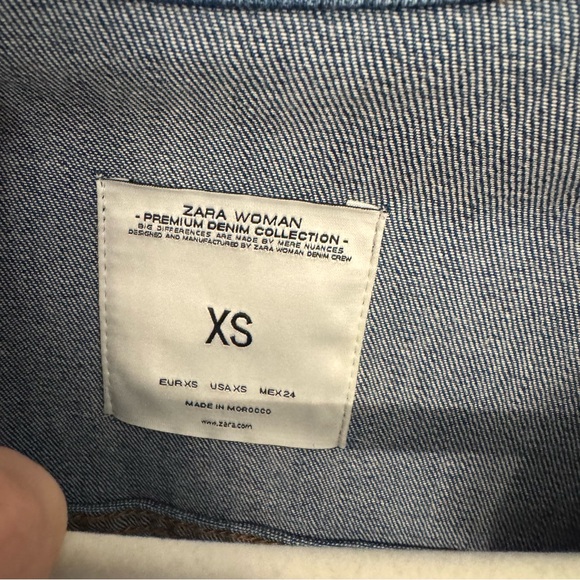 ZARA WOMAN
- PREMIUM DENIM COLLECTION -
BIG DIFFERENCES ARE MADE BY MERE NUANCES
DESIGNED AND MANUFACTURED BY ZARA WOMAN DENIM CREW
XS
EUR XS USA XS MEX 24
MADE IN MOROCCO
www.zara.com